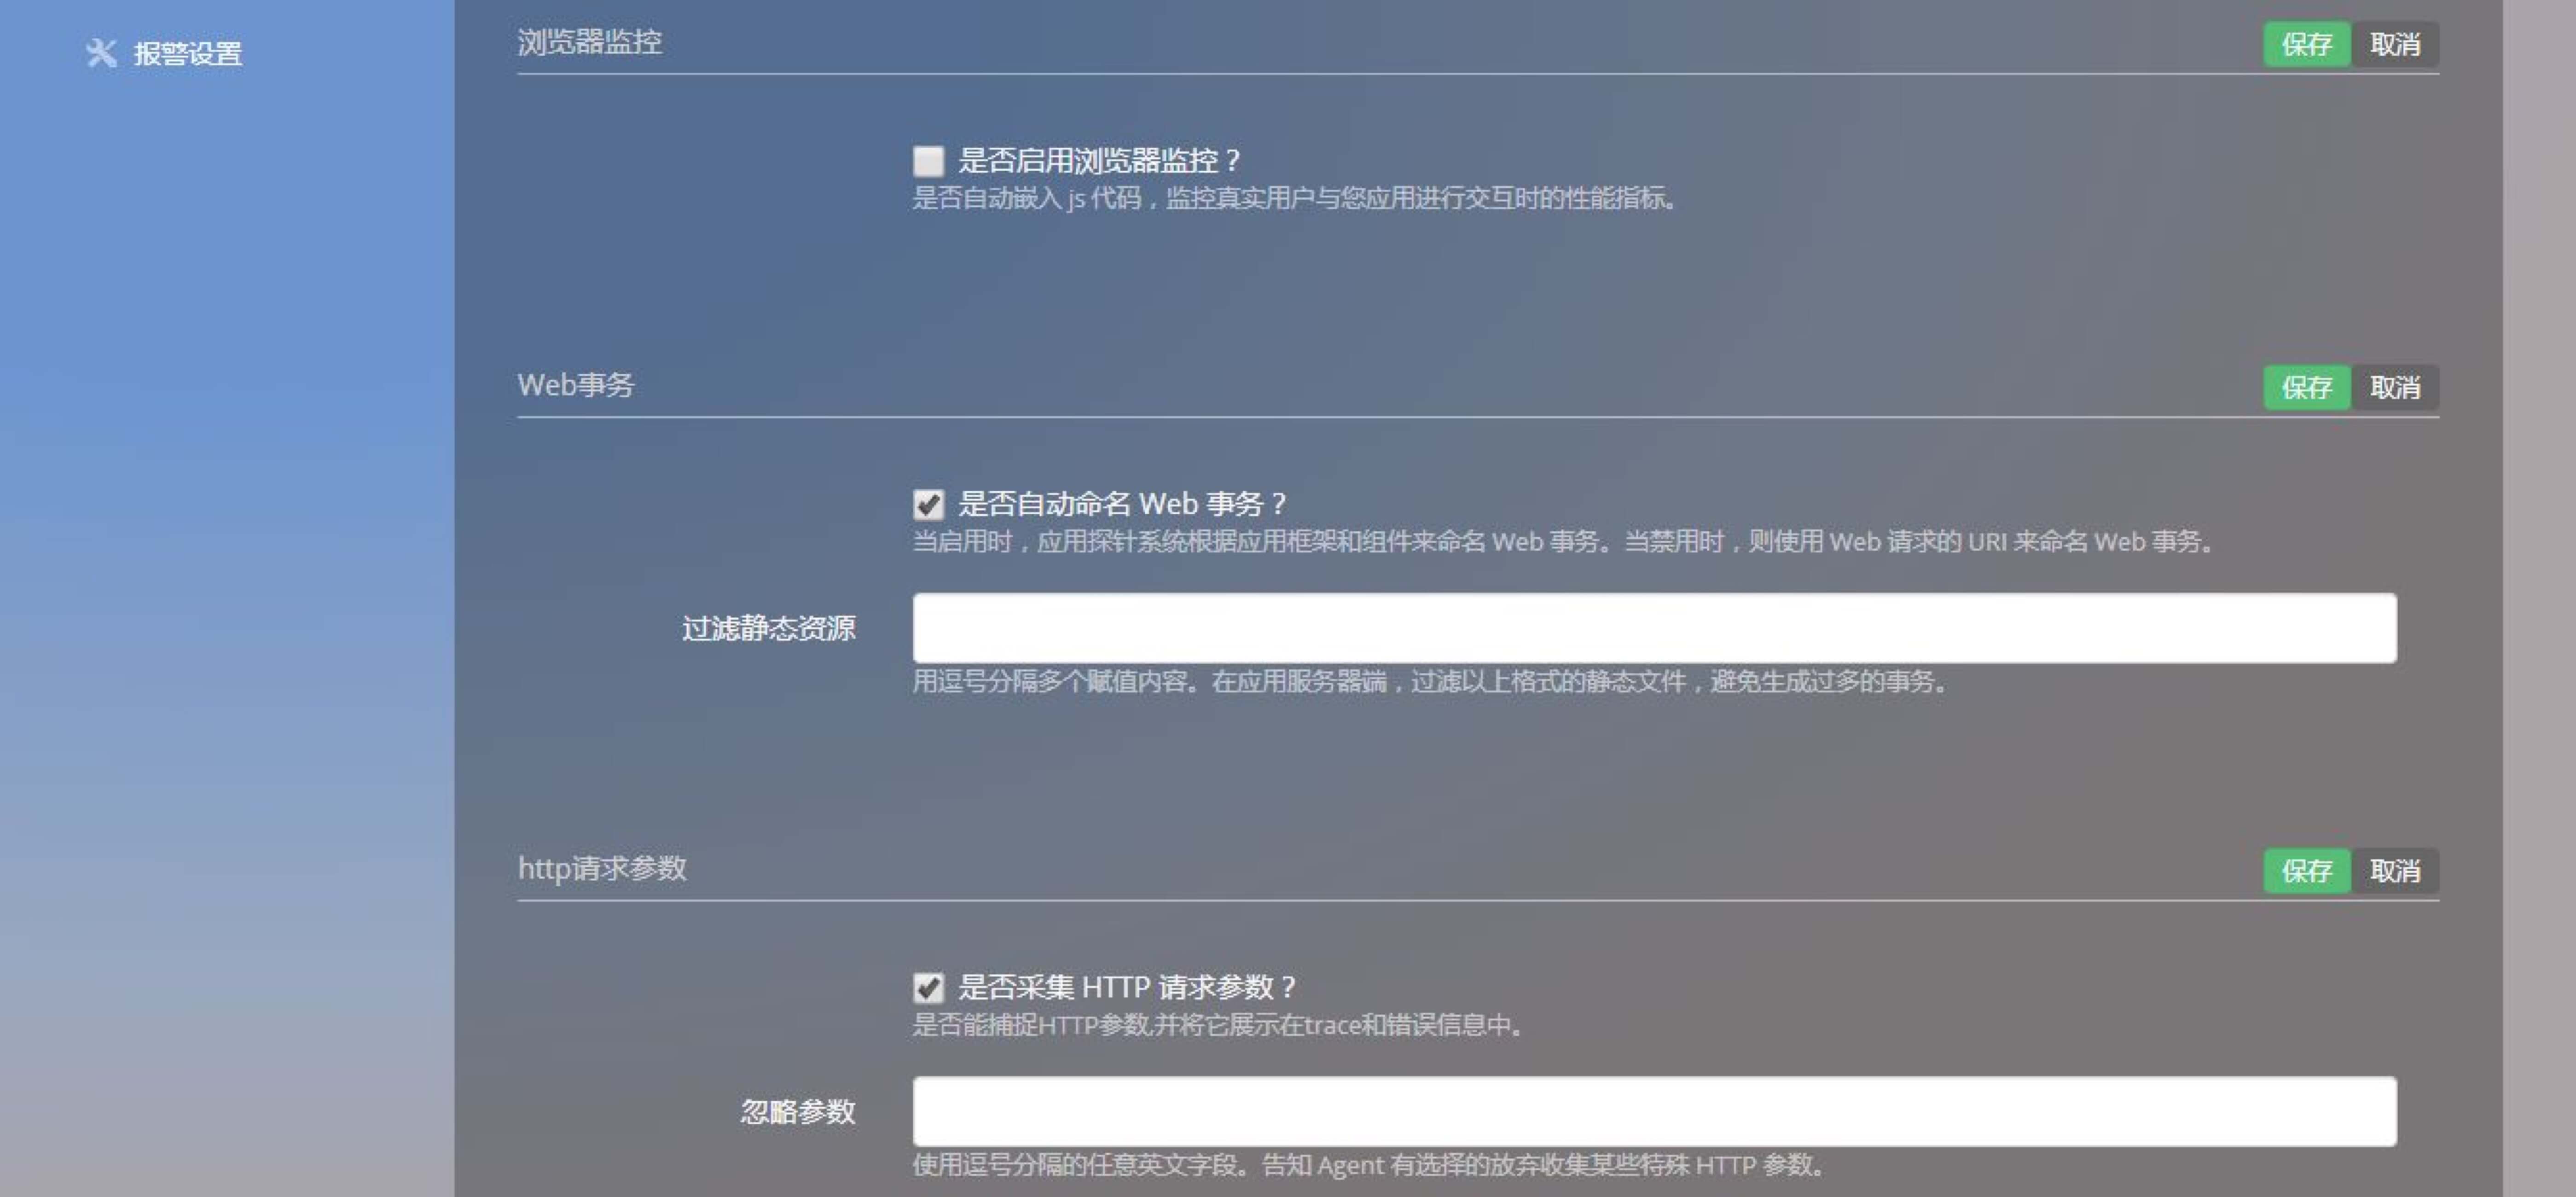 报警设置
浏览器监控
保存 取消
是否启用浏览器监控？
是否自动嵌入 js 代码，监控真实用户与您应用进行交互时的性能指标。
Web事务
保存 取消
是否自动命名 Web 事务？
当启用时，应用探针系统根据应用框架和组件来命名 Web 事务。当禁用时，则使用 Web 请求的 URI 来命名 Web 事务。
过滤静态资源
用逗号分隔多个赋值内容。在应用服务器端，过滤以上格式的静态文件，避免生成过多的事务。
http请求参数
保存 取消
是否采集 HTTP 请求参数？
是否能捕捉HTTP参数,并将它展示在trace和错误信息中。
忽略参数
使用逗号分隔的任意英文字段。告知 Agent 有选择的放弃收集某些特殊 HTTP 参数。